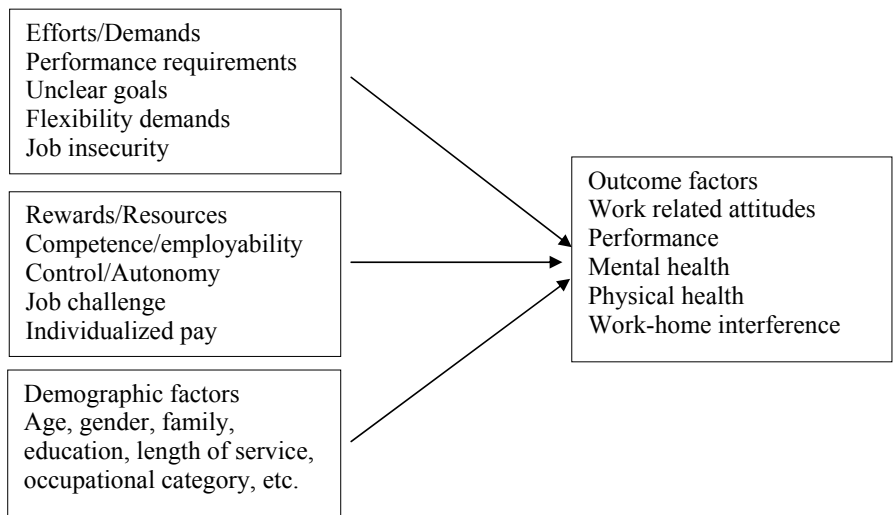 Efforts/Demands
Performance requirements
Unclear goals
Flexibility demands
Job insecurity
Rewards/Resources
Competence/employability
Control/Autonomy
Job challenge
Individualized pay
Demographic factors
Age, gender, family,
education, length of service,
occupational category, etc.
Outcome factors
Work related attitudes
Performance
Mental health
Physical health
Work-home interference